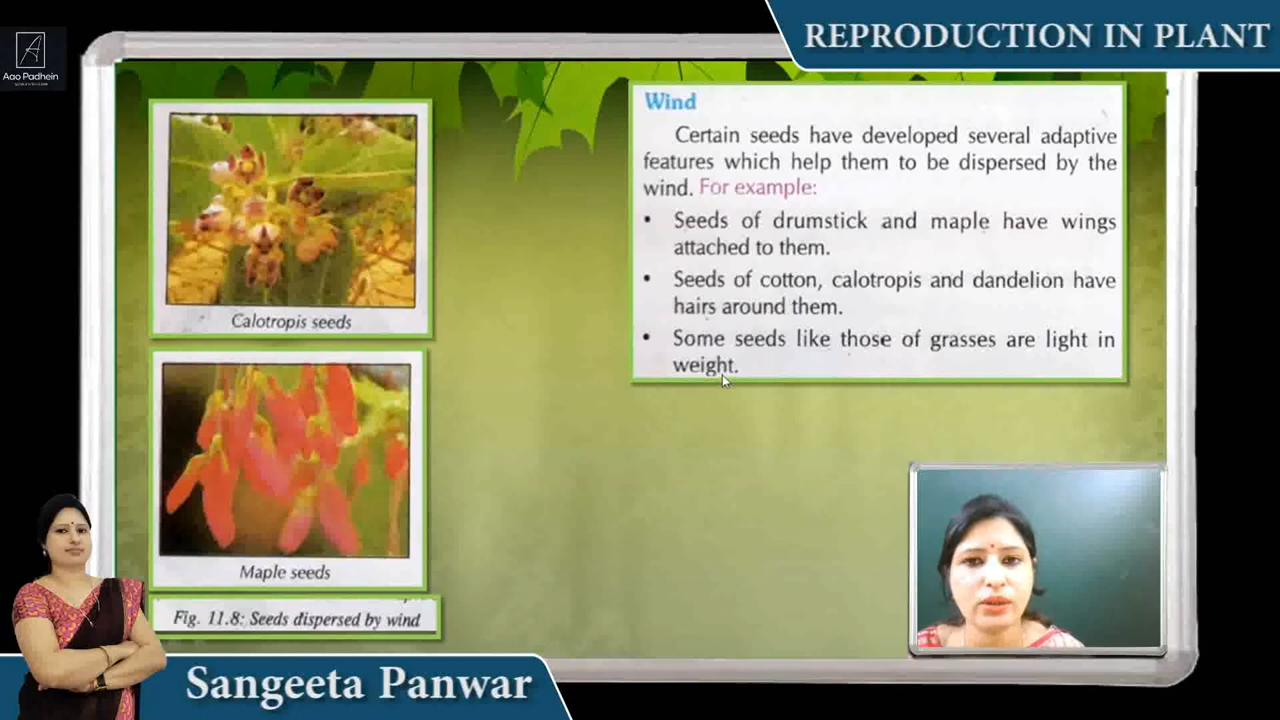 REPRODUCTION IN PLANT
Aao Padhein
Wind
Certain seeds have developed several adaptive
features which help them to be dispersed by the
wind. For example:
• Seeds of drumstick and maple have wings
attached to them.
• Seeds of cotton, calotropis and dandelion have
hairs around them.
• Some seeds like those of grasses are light in
weight.
Calotropis seeds
Maple seeds
Fig. 11.8: Seeds dispersed by wind
Sangeeta Panwar